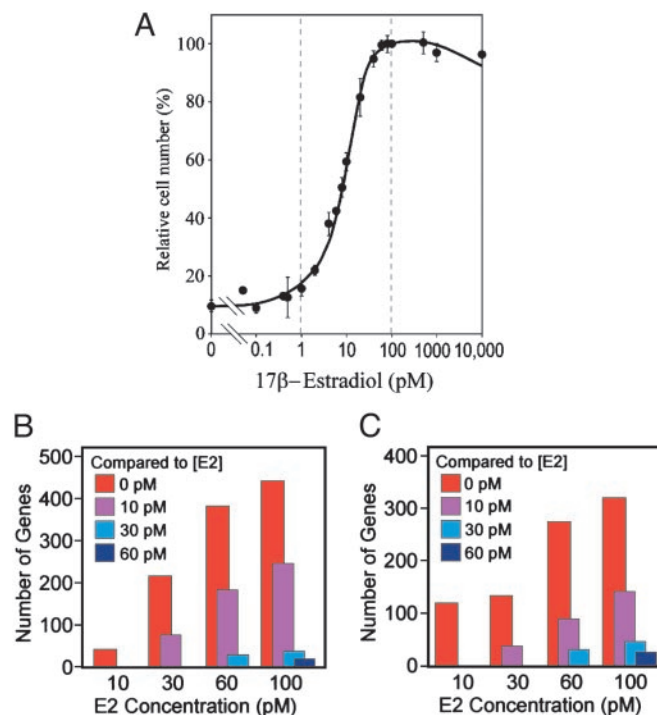 A
Relative cell number (%)
100
80
60
40
20
0
0 0.1 1 10 100 1000 10,000
17β–Estradiol (pM)
B
Number of Genes
500
400
300
200
100
0
Compared to [E2]
0 pM
10 pM
30 pM
60 pM
10 30 60 100
E2 Concentration (pM)
C
Number of Genes
400
300
200
100
0
Compared to [E2]
0 pM
10 pM
30 pM
60 pM
10 30 60 100
E2 Concentration (pM)